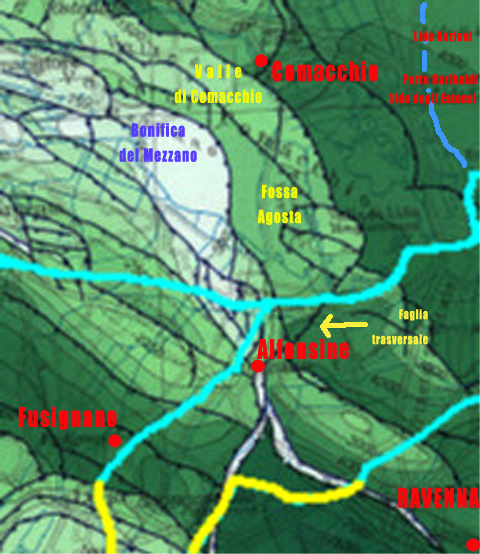 Lido Nazioni
Comacchio
Valle
di Comacchio
Porto Garibaldi
Lido degli Estensi
Bonifica
del Mezzano
Fossa
Agosta
Faglia
trasversale
Alfonsine
Fusignano
RAVENNA